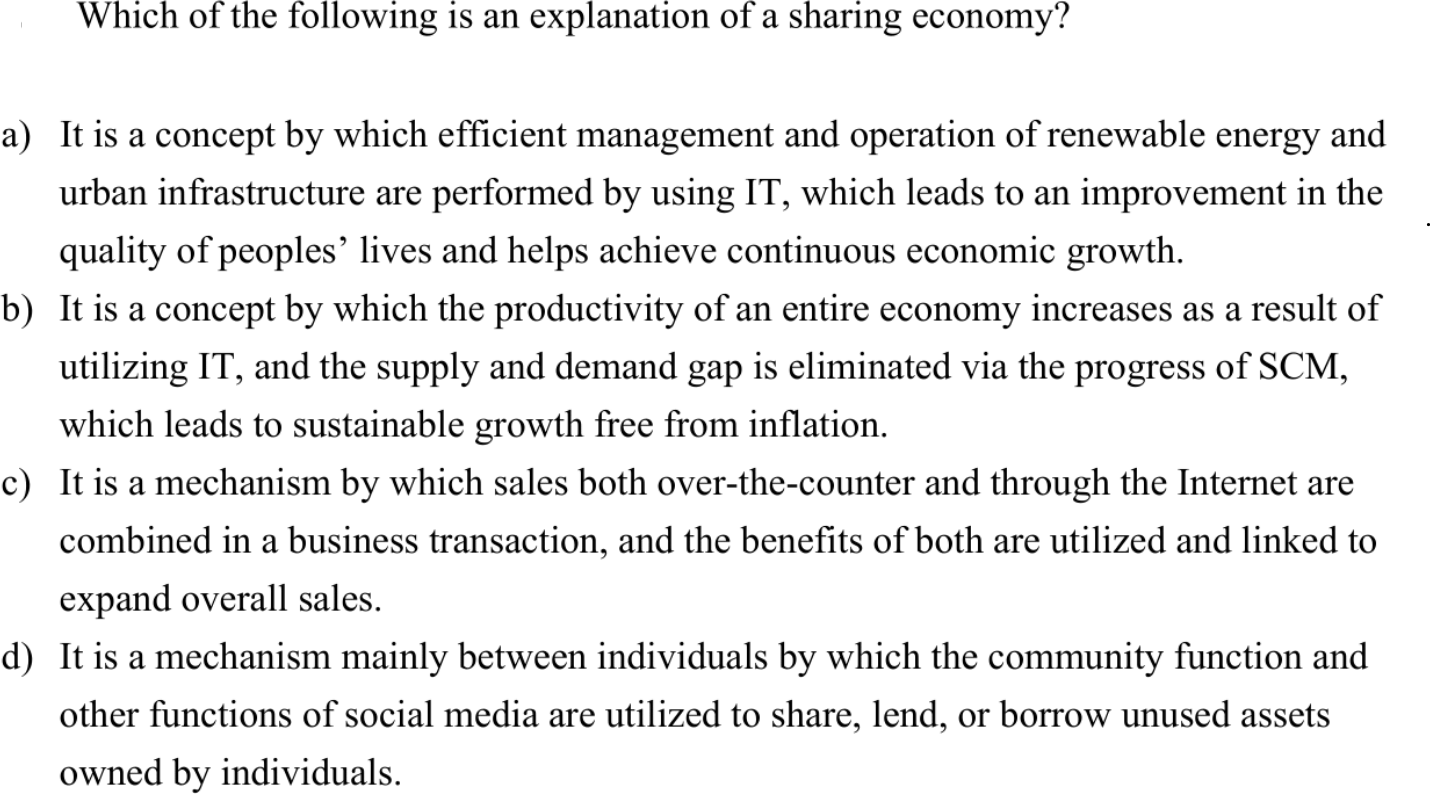 Which of the following is an explanation of a sharing economy?
a) It is a concept by which efficient management and operation of renewable energy and
urban infrastructure are performed by using IT, which leads to an improvement in the
quality of peoples’ lives and helps achieve continuous economic growth.
b) It is a concept by which the productivity of an entire economy increases as a result of
utilizing IT, and the supply and demand gap is eliminated via the progress of SCM,
which leads to sustainable growth free from inflation.
c) It is a mechanism by which sales both over-the-counter and through the Internet are
combined in a business transaction, and the benefits of both are utilized and linked to
expand overall sales.
d) It is a mechanism mainly between individuals by which the community function and
other functions of social media are utilized to share, lend, or borrow unused assets
owned by individuals.